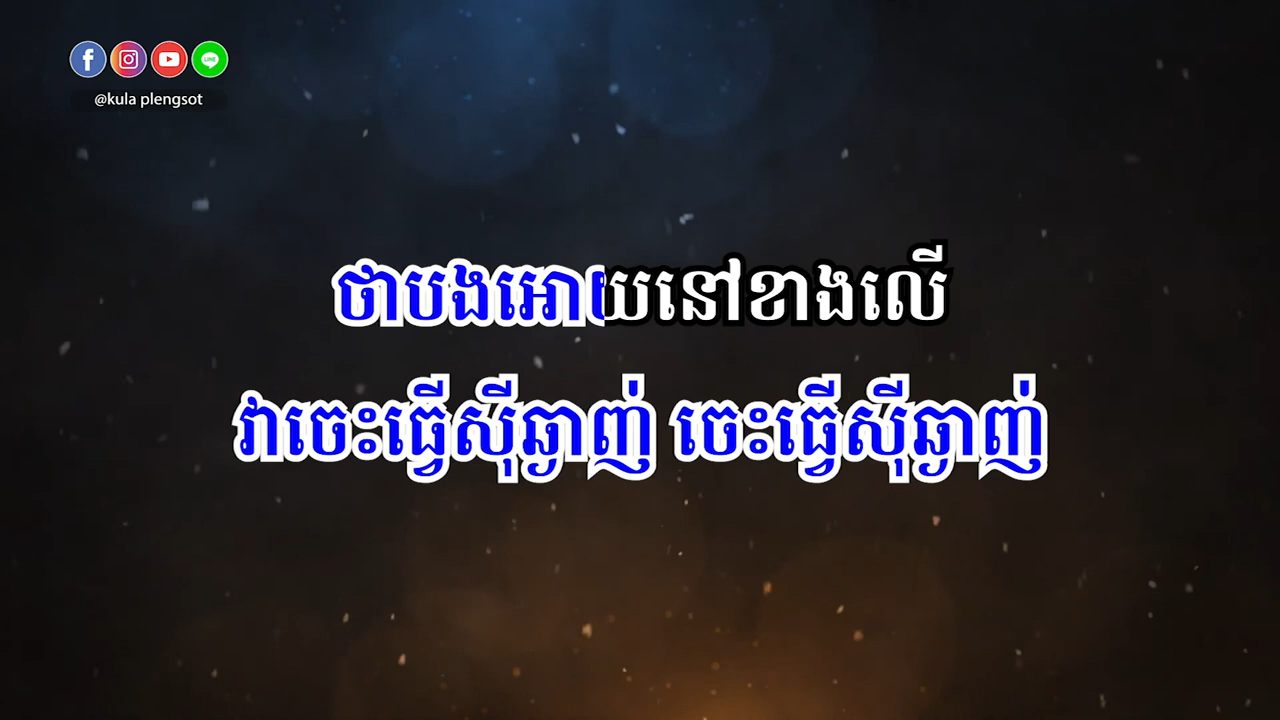 @kula plengsot
ថាបងអោយនៅខាងលើ
វាចេះធ្វើស៊ីឆ្ងាញ់ ចេះធ្វើស៊ីឆ្ងាញ់